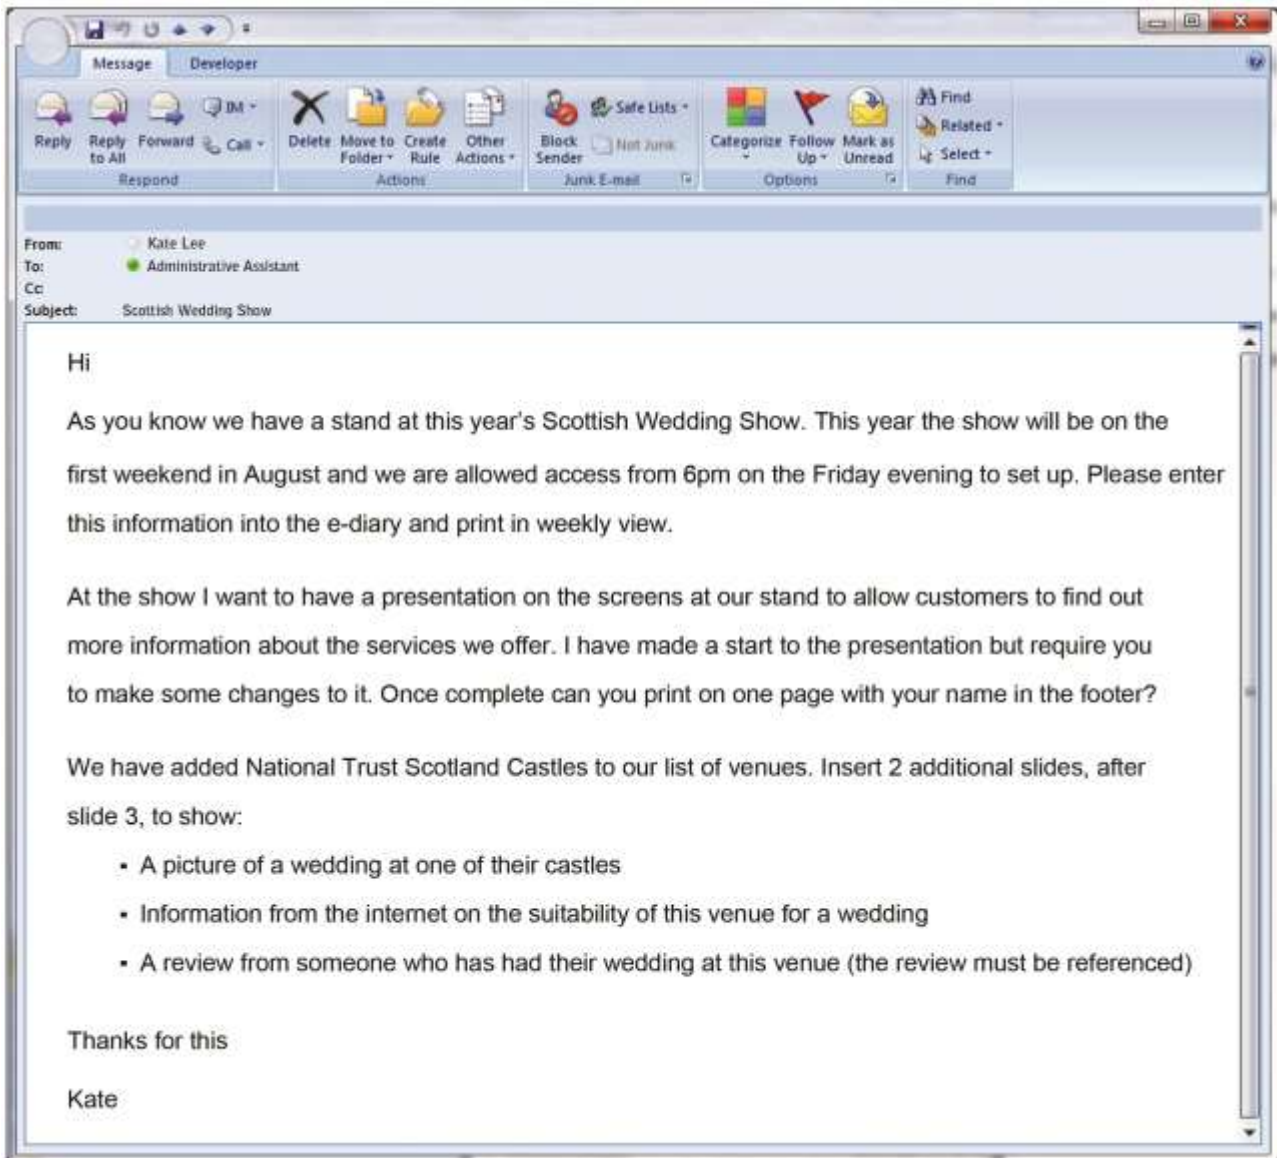 Message Developer
Reply Reply to All Forward IM Call Delete Move to Folder Create Rule Other Actions Block Sender Safe Lists Not Junk Categorize Follow Up Mark as Unread Find Related Select
Respond Actions Junk E-mail Options Find
From: Kate Lee
To: Administrative Assistant
Cc:
Subject: Scottish Wedding Show
Hi
As you know we have a stand at this year's Scottish Wedding Show. This year the show will be on the
first weekend in August and we are allowed access from 6pm on the Friday evening to set up. Please enter
this information into the e-diary and print in weekly view.
At the show I want to have a presentation on the screens at our stand to allow customers to find out
more information about the services we offer. I have made a start to the presentation but require you
to make some changes to it. Once complete can you print on one page with your name in the footer?
We have added National Trust Scotland Castles to our list of venues. Insert 2 additional slides, after
slide 3, to show:
▪ A picture of a wedding at one of their castles
▪ Information from the internet on the suitability of this venue for a wedding
▪ A review from someone who has had their wedding at this venue (the review must be referenced)
Thanks for this
Kate